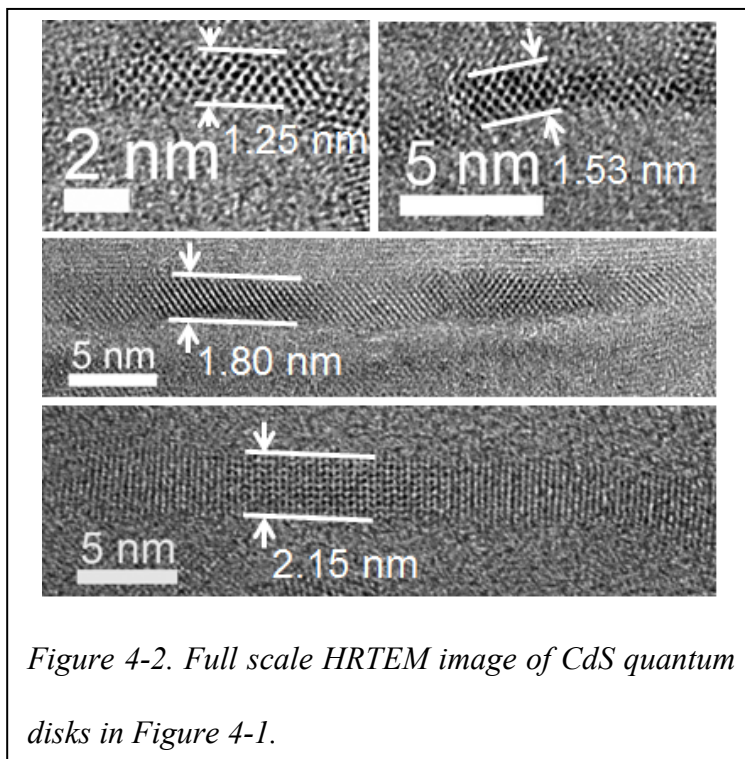 1.25 nm
2 nm
1.53 nm
5 nm
1.80 nm
5 nm
2.15 nm
5 nm
Figure 4-2. Full scale HRTEM image of CdS quantum
disks in Figure 4-1.